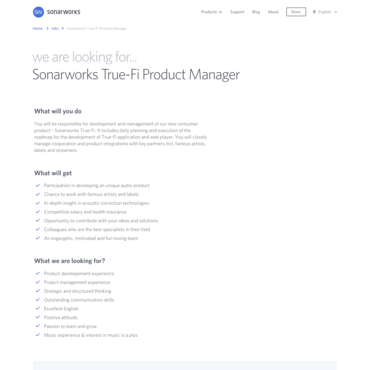 SW sonarworks Products Support Blog About Store English
Home Jobs Sonarworks True-Fi Product Manager
we are looking for...
Sonarworks True-Fi Product Manager
What will you do
You will be responsible for development and management of our new consumer
product – Sonarworks True-Fi. It includes daily planning and execution of the
roadmap for the development of True-Fi application and web player. You will closely
manage cooperation and product integrations with key partners incl. famous artists,
labels and streamers.
What will get
Participation in developing an unique audio product
Chance to work with famous artists and labels
In-depth insight in acoustic correction technologies
Competitive salary and health insurance
Opportunity to contribute with your ideas and solutions
Colleagues who are the best specialists in their field
An engergetic, motivated and fun-loving team
What we are looking for?
Product development experience
Project management experience
Strategic and structured thinking
Outstanding communication skills
Excellent English
Positive attitude
Passion to learn and grow
Music experience & interest in music is a plus